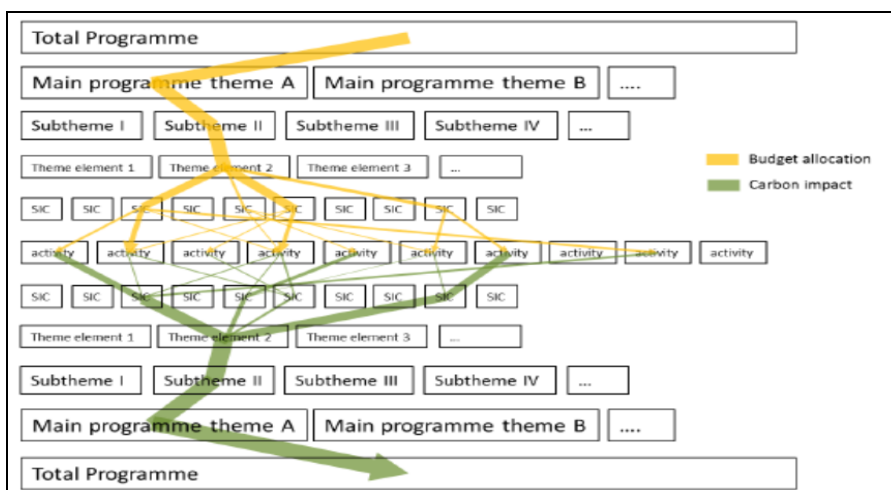 Total Programme
Main programme theme A Main programme theme B ....
Subtheme I Subtheme II Subtheme III Subtheme IV ...
Theme element 1 Theme element 2 Theme element 3 ...
Budget allocation
Carbon impact
SIC SIC SIC SIC SIC SIC SIC SIC SIC SIC
activity activity activity activity activity activity activity activity activity activity
SIC SIC SIC SIC SIC SIC SIC SIC SIC SIC
Theme element 1 Theme element 2 Theme element 3 ...
Subtheme I Subtheme II Subtheme III Subtheme IV ...
Main programme theme A Main programme theme B ....
Total Programme